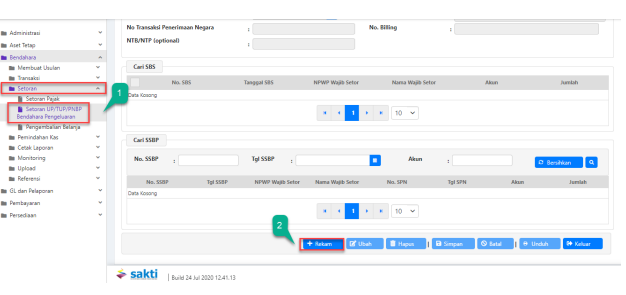 Administrasi
Aset Tetap
Bendahara
Membuat Usulan
Transaksi
Setoran
Setoran Pajak
Setoran UP/TUP/PNBP
Bendahara Pengeluaran
Pengembalian Belanja
Pemindahan Kas
Cetak Laporan
Monitoring
Upload
Referensi
GL dan Pelaporan
Pembayaran
Persediaan
1
No Transaksi Penerimaan Negara :
No. Billing :
NTB/NTP (optional) :
Cari SBS
No. SBS Tanggal SBS NPWP Wajib Setor Nama Wajib Setor Akun Jumlah
Data Kosong
1 10
Cari SSBP
No. SSBP : Tgl SSBP : Akun : Bersihkan
No. SSBP Tgl SSBP NPWP Wajib Setor Nama Wajib Setor No. SPN Tgl SPN Akun Jumlah
Data Kosong
1 10
2
+ Rekam Ubah Hapus | Simpan Batal | Unduh Keluar
sakti | Build 24 Jul 2020 12.41.13